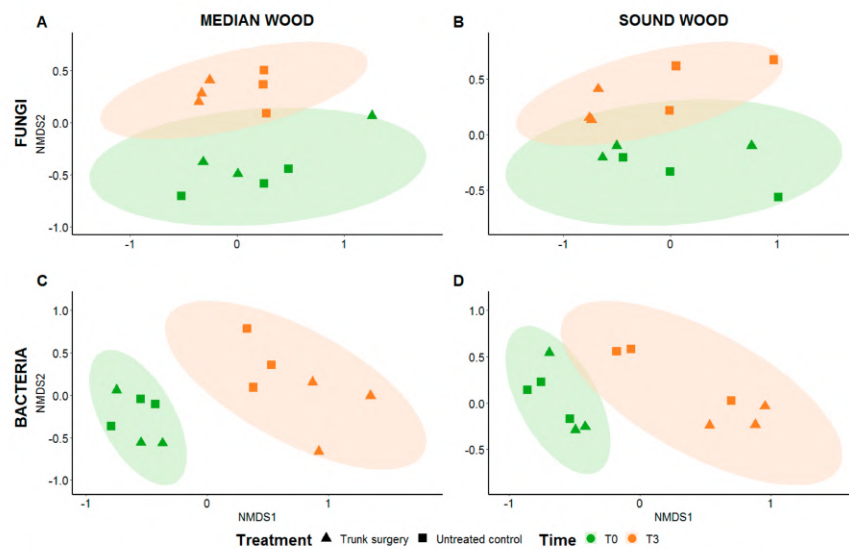 MEDIAN WOOD SOUND WOOD
A
FUNGI
NMDS2
0.5
0.0
-0.5
-1.0
-1 0 1
B
0.5
0.0
-0.5
-1 0 1
C
BACTERIA
NMDS2
1.0
0.5
0.0
-0.5
-1.0
-1 0 1
NMDS1
D
1.0
0.5
0.0
-0.5
-1 0 1
NMDS1
Treatment Trunk surgery Untreated control Time T0 T3